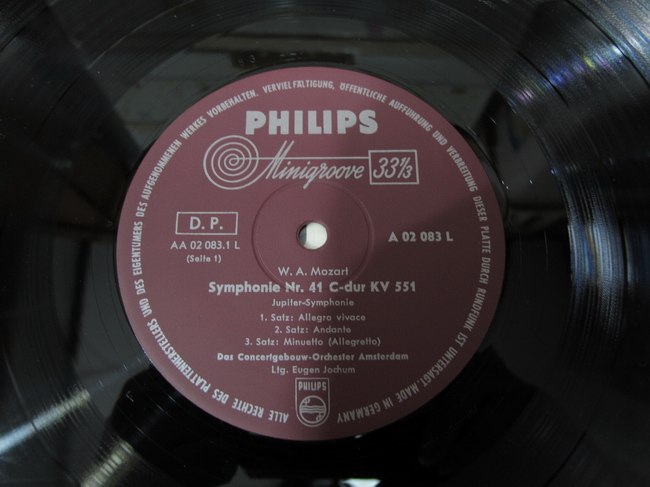 ALLE RECHTE DES PLATTENHERSTELLERS UND DES EIGENTÜMERS DES AUFGENOMMENEN WERKES VORBEHALTEN. VERVIELFÄLTIGUNG, ÖFFENTLICHE AUFFÜHRUNG UND VERBREITUNG DIESER PLATTE DURCH RUNDFUNK IST UNTERSAGT-MADE IN GERMANY
PHILIPS
Minigroove 33⅓
D. P.
AA 02 083.1 L
(Seite 1)
A 02 083 L
W. A. Mozart
Symphonie Nr. 41 C-dur KV 551
Jupiter-Symphonie
1. Satz: Allegro vivace
2. Satz: Andante
3. Satz: Minuetto (Allegretto)
Das Concertgebouw-Orchester Amsterdam
Ltg. Eugen Jochum
PHILIPS